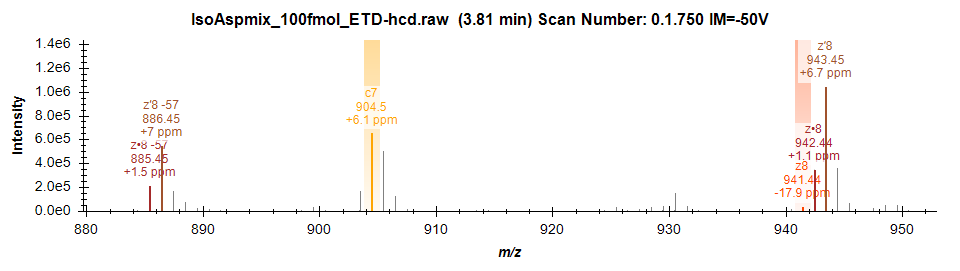 IsoAspmix_100fmol_ETD-hcd.raw (3.81 min) Scan Number: 0.1.750 IM=-50V
Intensity
1.4e6
1.2e6
1.0e6
8.0e5
6.0e5
4.0e5
2.0e5
0.0e0
z'8 -57
886.45
+7 ppm
z•8 -57
885.45
+1.5 ppm
c7
904.5
+6.1 ppm
z'8
943.45
+6.7 ppm
z•8
942.44
+1.1 ppm
z8
941.44
-17.9 ppm
880
890
900
910
920
930
940
950
m/z